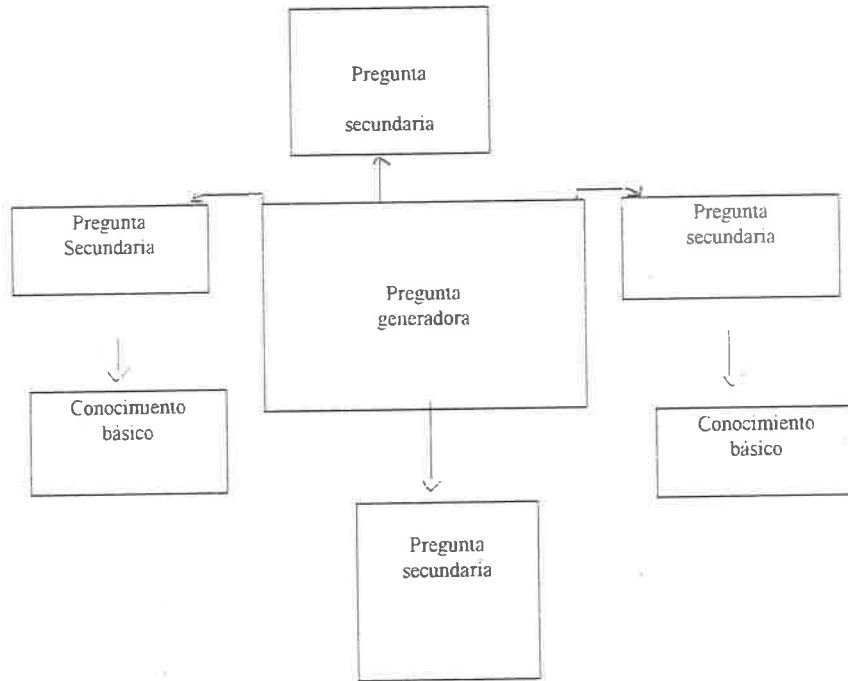 Pregunta
secundaria
Pregunta
Secundaria
Pregunta
secundaria
Pregunta
generadora
Conocimiento
básico
Conocimiento
básico
Pregunta
secundaria